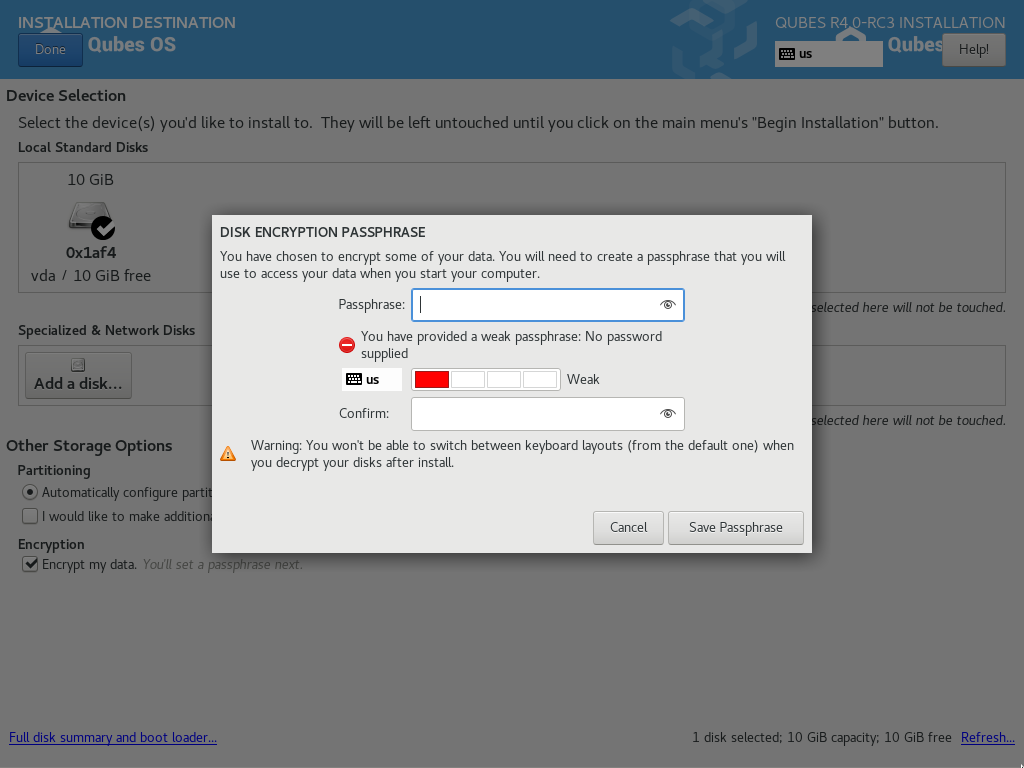 INSTALLATION DESTINATION
QUBES R4.0-RC3 INSTALLATION
Done
Qubes OS
us
Qubes
Help!
Device Selection
Select the device(s) you'd like to install to.  They will be left untouched until you click on the main menu's "Begin Installation" button.
Local Standard Disks
10 GiB
0x1af4
vda / 10 GiB free
selected here will not be touched.
Specialized & Network Disks
Add a disk...
selected here will not be touched.
Other Storage Options
Partitioning
Automatically configure partit
I would like to make additiona
Encryption
Encrypt my data. You'll set a passphrase next.
DISK ENCRYPTION PASSPHRASE
You have chosen to encrypt some of your data. You will need to create a passphrase that you will
use to access your data when you start your computer.
Passphrase:
You have provided a weak passphrase: No password
supplied
us
Weak
Confirm:
Warning: You won't be able to switch between keyboard layouts (from the default one) when
you decrypt your disks after install.
Cancel
Save Passphrase
Full disk summary and boot loader...
1 disk selected; 10 GiB capacity; 10 GiB free
Refresh...